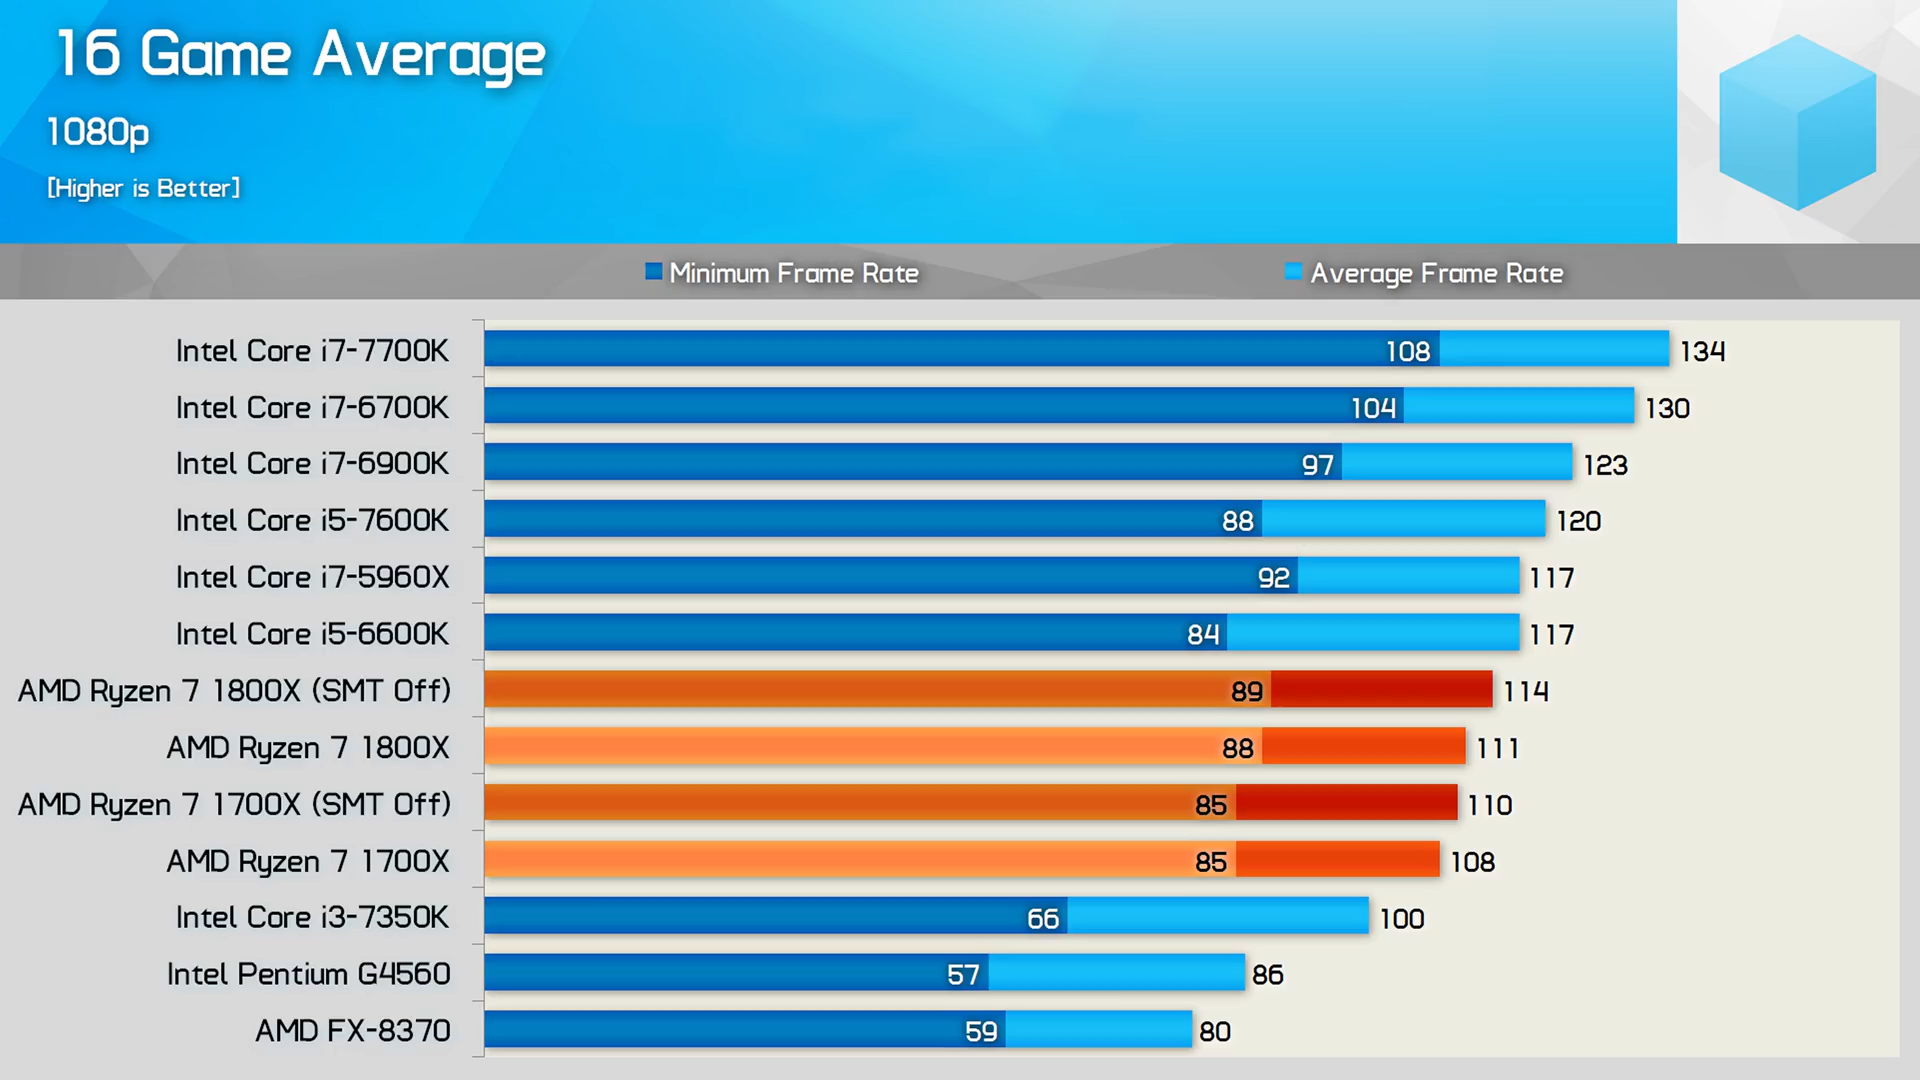 16 Game Average
1080p
[Higher is Better]
Minimum Frame Rate Average Frame Rate
Intel Core i7-7700K 108 134
Intel Core i7-6700K 104 130
Intel Core i7-6900K 97 123
Intel Core i5-7600K 88 120
Intel Core i7-5960X 92 117
Intel Core i5-6600K 84 117
AMD Ryzen 7 1800X (SMT Off) 89 114
AMD Ryzen 7 1800X 88 111
AMD Ryzen 7 1700X (SMT Off) 85 110
AMD Ryzen 7 1700X 85 108
Intel Core i3-7350K 66 100
Intel Pentium G4560 57 86
AMD FX-8370 59 80